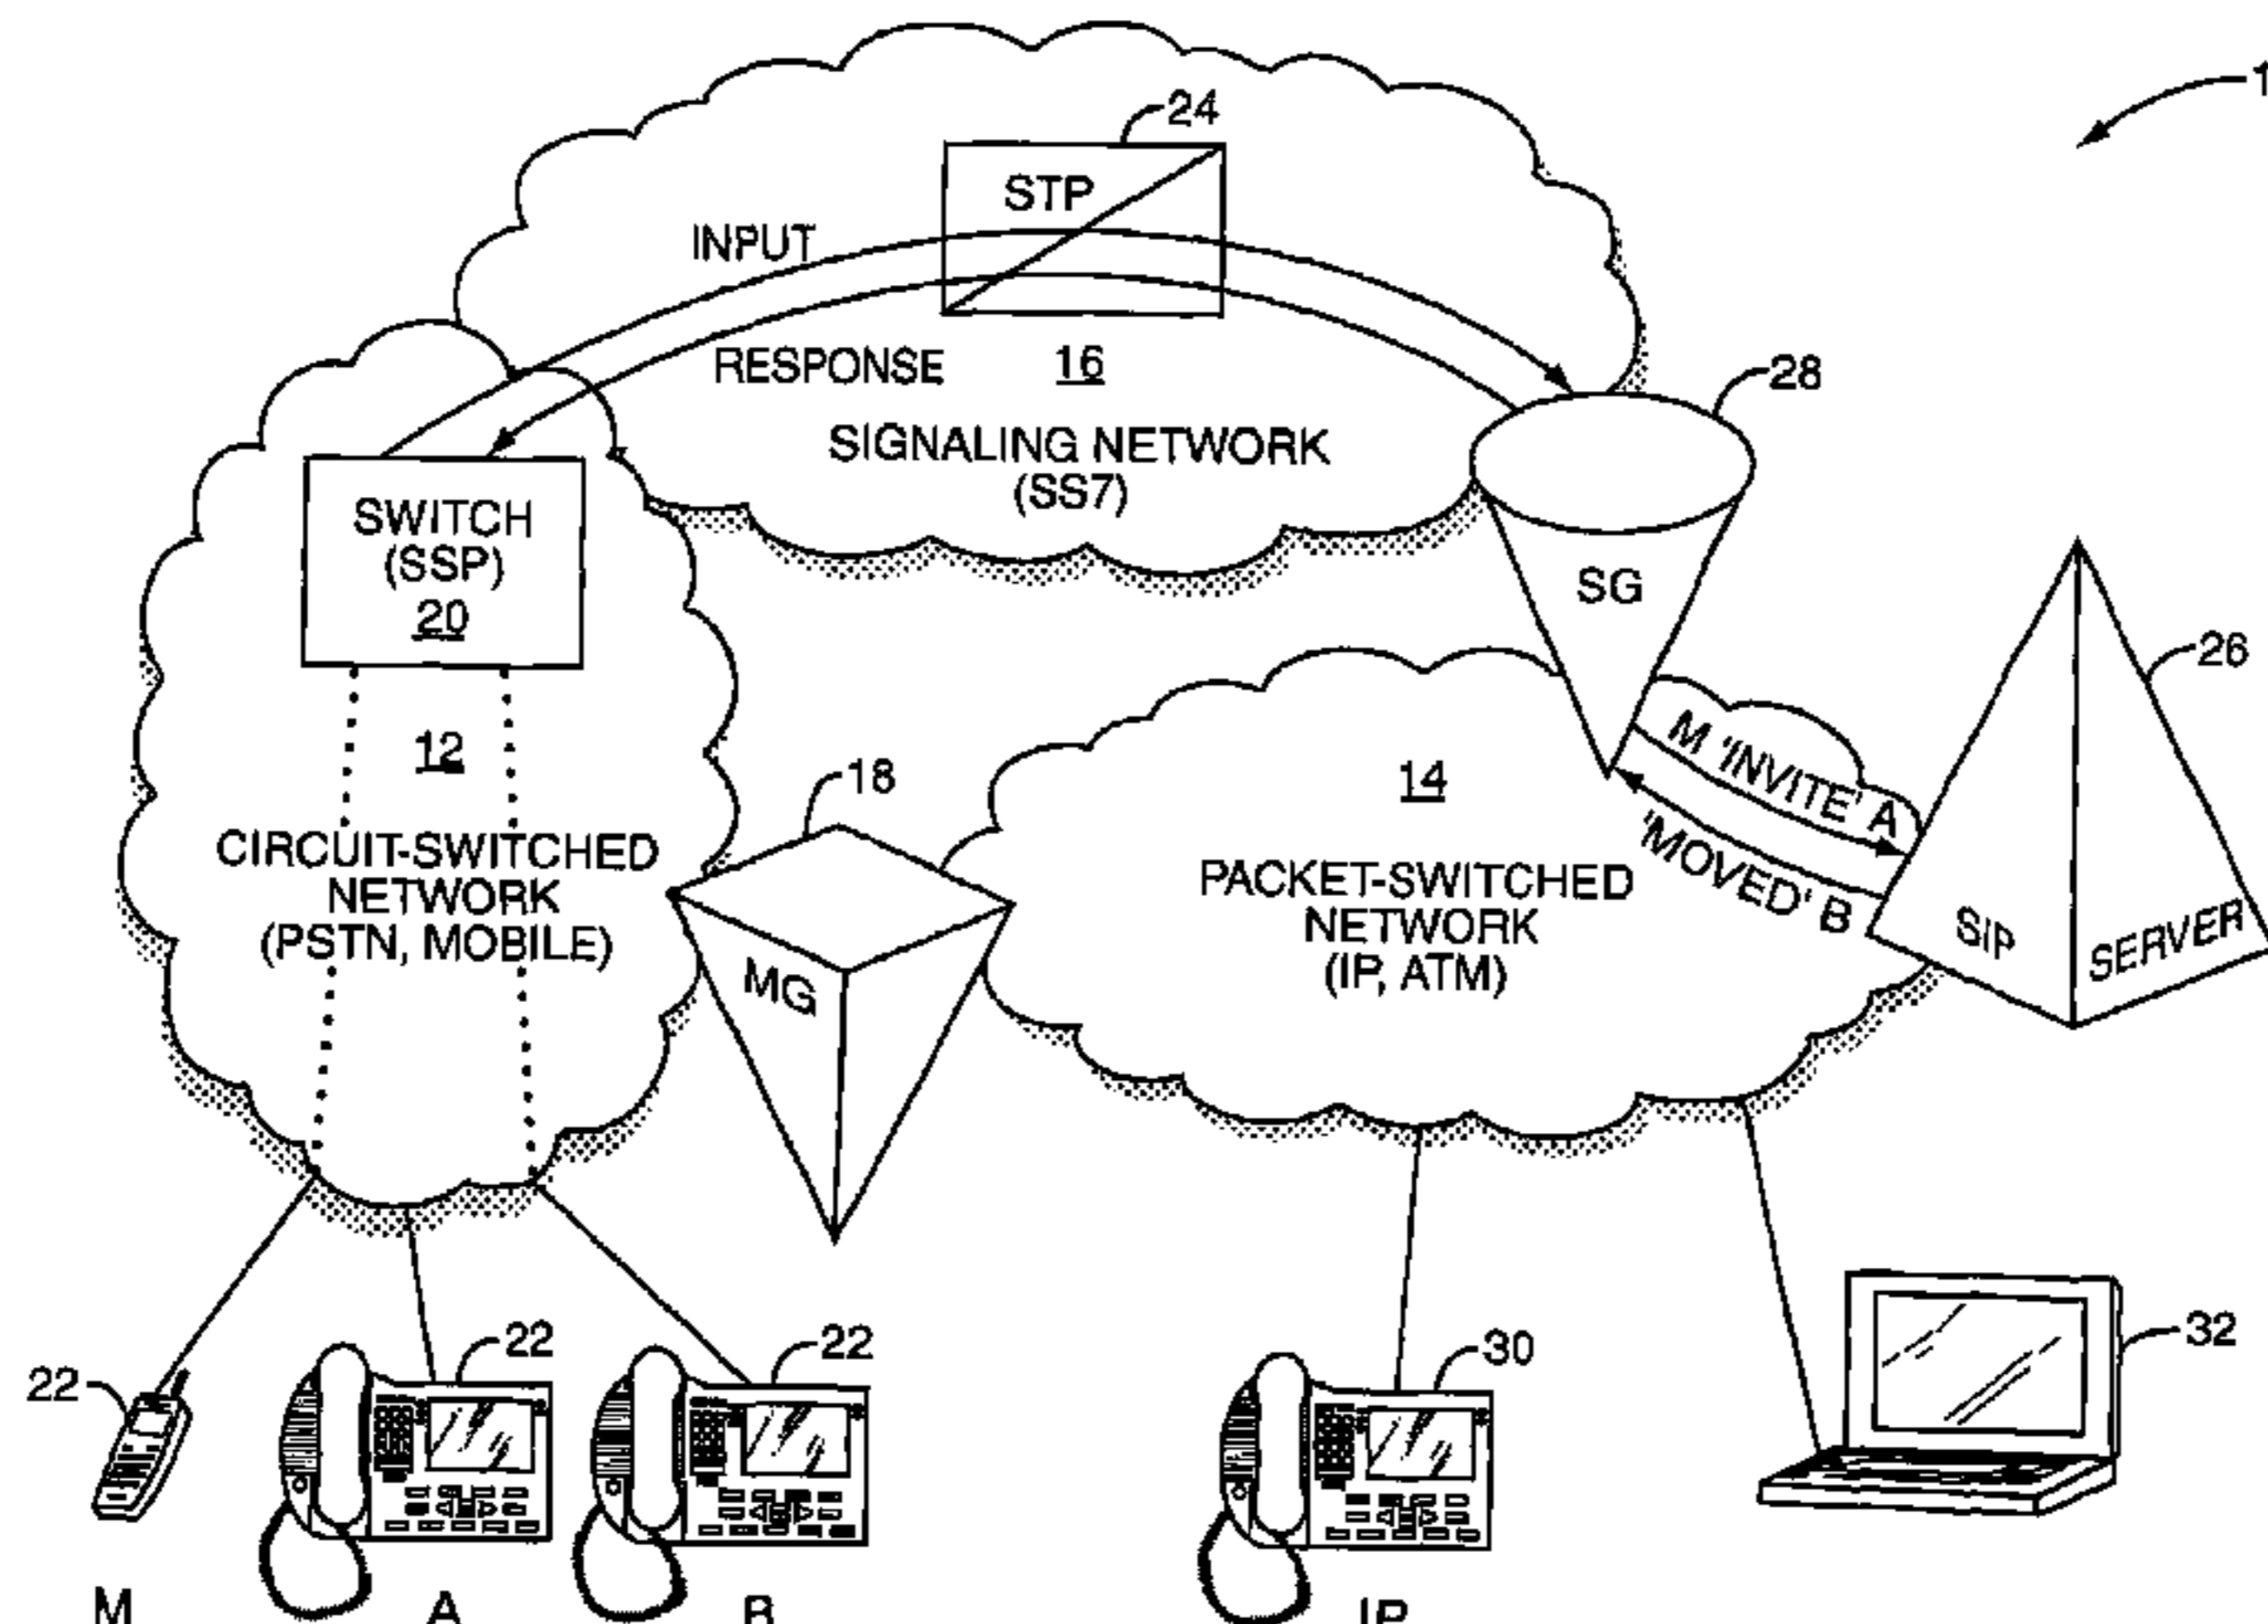 1
24
STP
INPUT
RESPONSE
16
28
SIGNALING NETWORK
(SS7)
SWITCH
(SSP)
20
SG
26
12
M 'INVITE' A
'MOVED' B
18
14
CIRCUIT-SWITCHED
NETWORK
(PSTN, MOBILE)
PACKET-SWITCHED
NETWORK
(IP, ATM)
MG
SIP
SERVER
22
22
22
30
32
M
A
B
IP